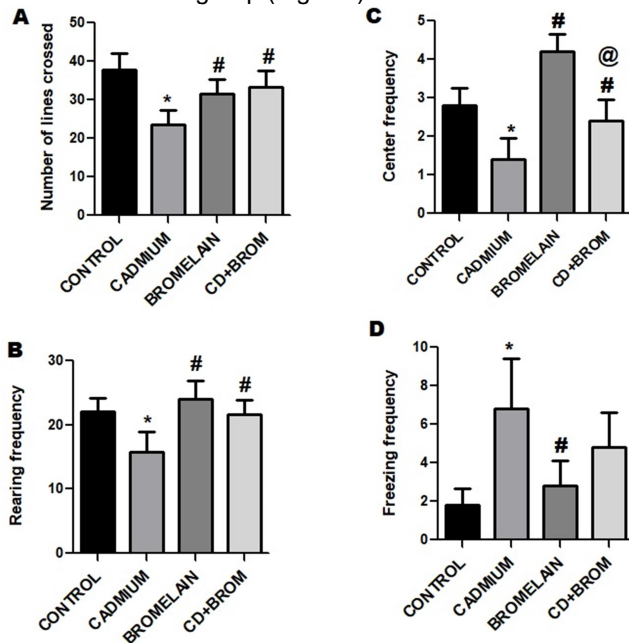 A
Number of lines crossed
50
40
30
20
10
0
*
#
#
CONTROL
CADMIUM
BROMELAIN
CD+BROM
C
Center frequency
5
4
3
2
1
0
*
#
@
#
CONTROL
CADMIUM
BROMELAIN
CD+BROM
B
Rearing frequency
30
20
10
0
*
#
#
CONTROL
CADMIUM
BROMELAIN
CD+BROM
D
Freezing frequency
10
8
6
4
2
0
*
#
CONTROL
CADMIUM
BROMELAIN
CD+BROM